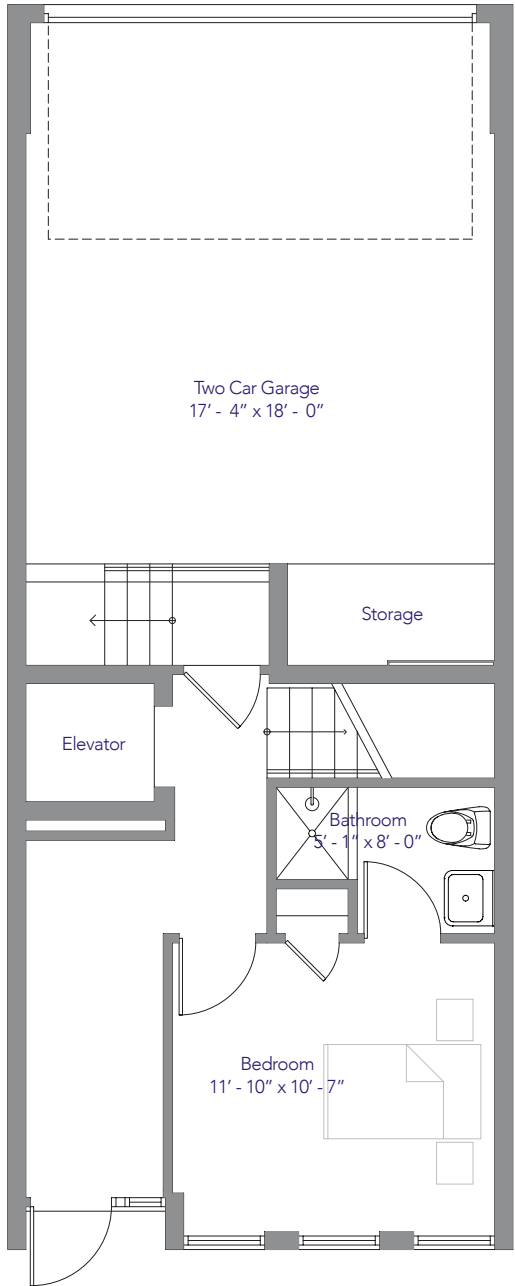 Two Car Garage
17’ - 4” x 18’ - 0”
Storage
Elevator
Bathroom
5’ - 1” x 8’ - 0”
Bedroom
11’ - 10” x 10’ - 7”